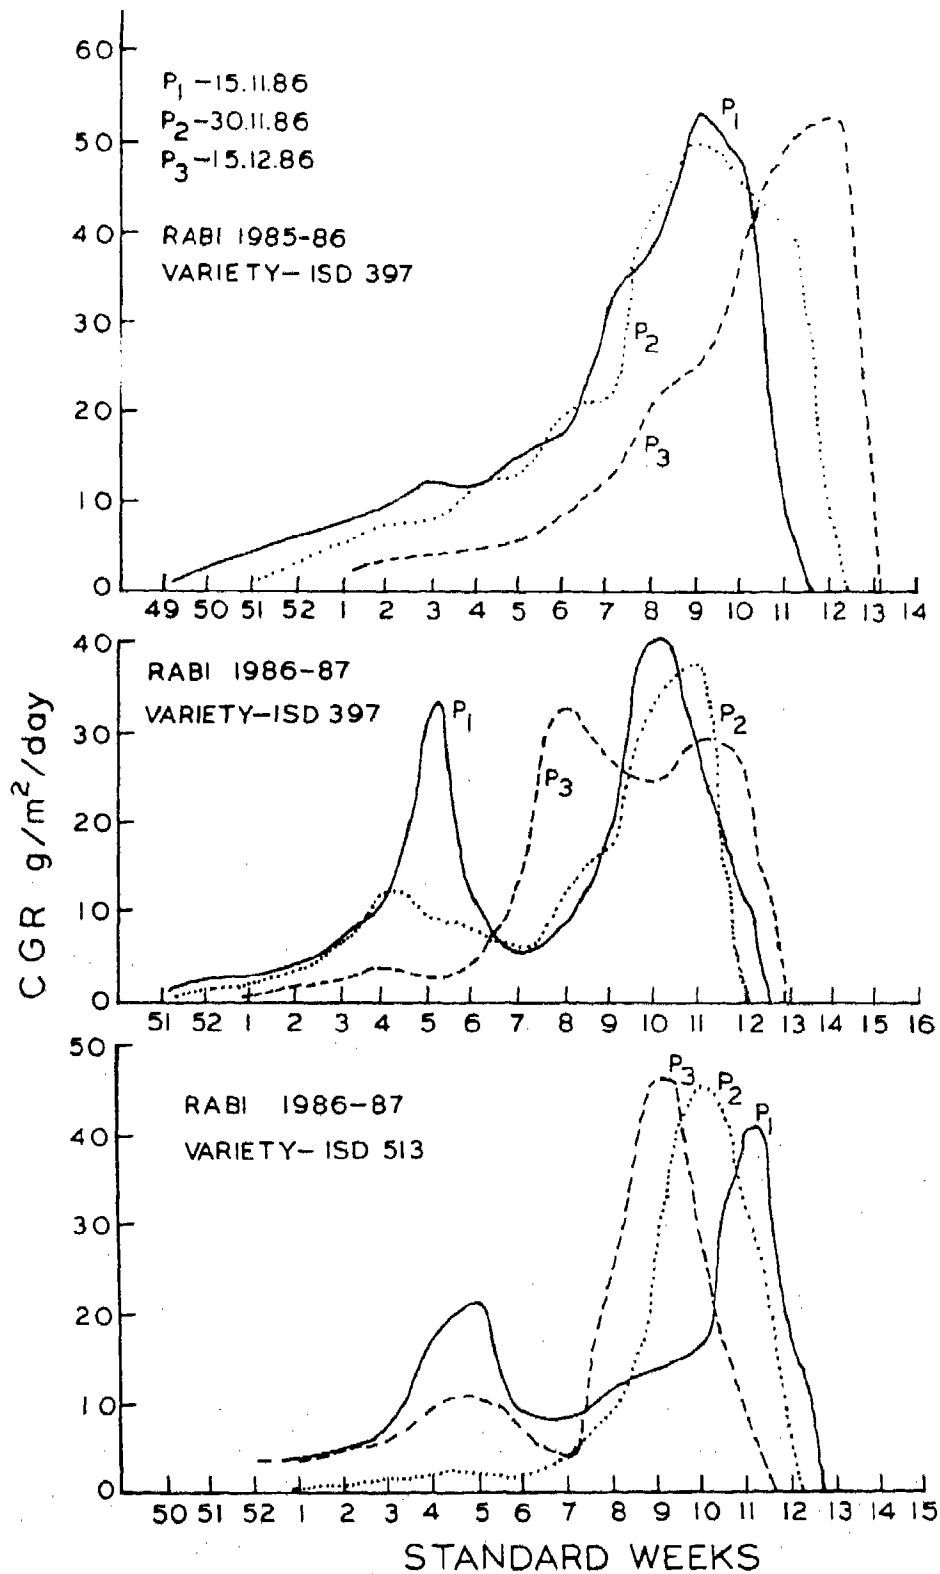 60
50
40
30
20
10
0
P1 -15.11.86
P2-30.11.86
P3-15.12.86
RABI 1985-86
VARIETY- ISD 397
P1
P2
P3
49 50 51 52 1 2 3 4 5 6 7 8 9 10 11 12 13 14
40
30
20
10
0
RABI 1986-87
VARIETY-ISD 397
P1
P2
P3
51 52 1 2 3 4 5 6 7 8 9 10 11 12 13 14 15 16
CGR g/m2/day
50
40
30
20
10
0
RABI 1986-87
VARIETY- ISD 513
P3
P2
P1
50 51 52 1 2 3 4 5 6 7 8 9 10 11 12 13 14 15
STANDARD WEEKS